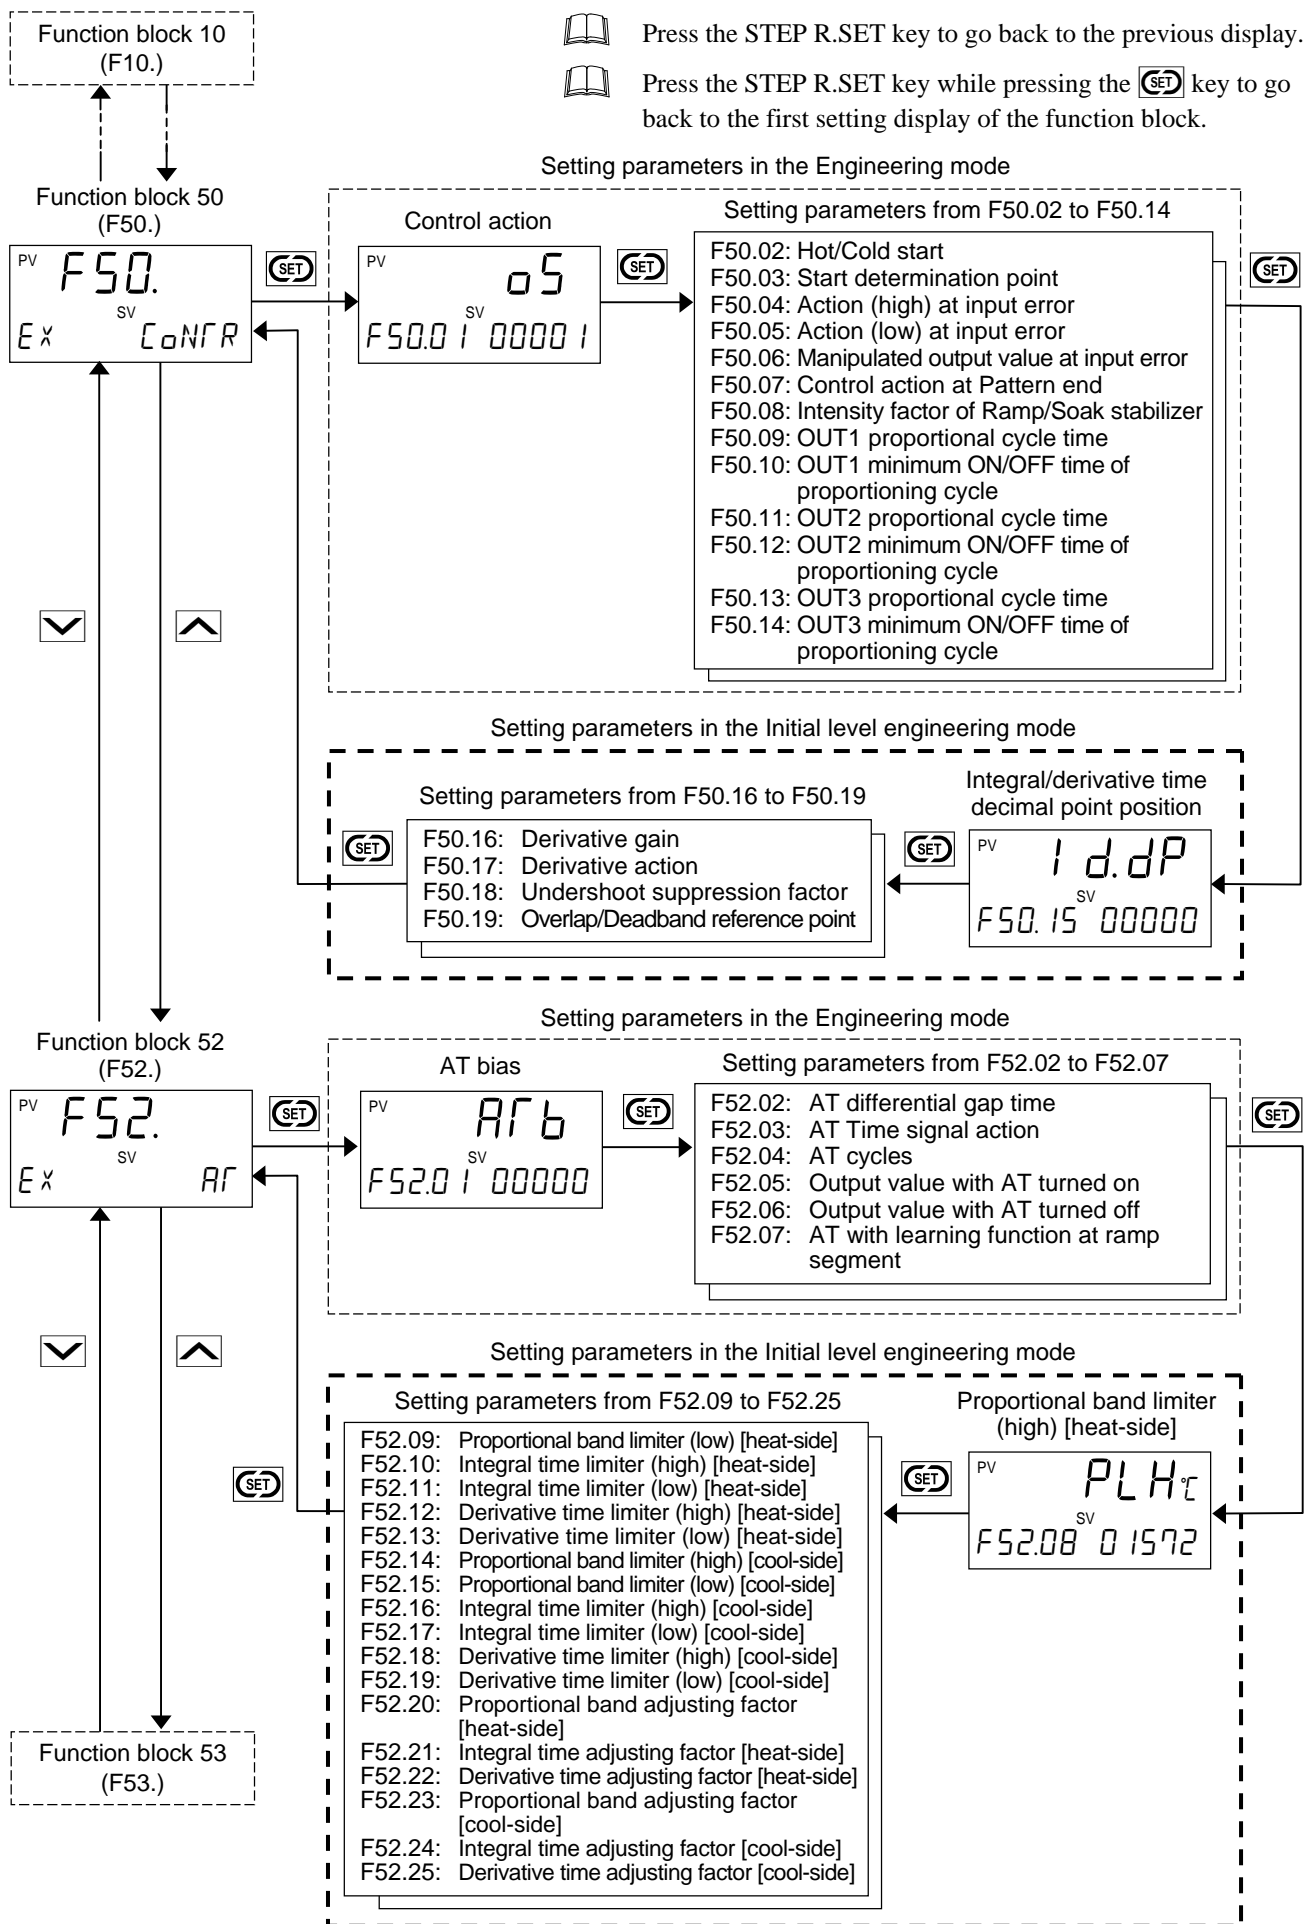 Function block 10
(F10.)
Press the STEP R.SET key to go back to the previous display.
Press the STEP R.SET key while pressing the SET key to go
back to the first setting display of the function block.
Setting parameters in the Engineering mode
Function block 50
(F50.)
PV F50.
SV
EX CoNTR
SET
Control action
PV oS
SV
F50.01 00001
SET
Setting parameters from F50.02 to F50.14
F50.02: Hot/Cold start
F50.03: Start determination point
F50.04: Action (high) at input error
F50.05: Action (low) at input error
F50.06: Manipulated output value at input error
F50.07: Control action at Pattern end
F50.08: Intensity factor of Ramp/Soak stabilizer
F50.09: OUT1 proportional cycle time
F50.10: OUT1 minimum ON/OFF time of
proportioning cycle
F50.11: OUT2 proportional cycle time
F50.12: OUT2 minimum ON/OFF time of
proportioning cycle
F50.13: OUT3 proportional cycle time
F50.14: OUT3 minimum ON/OFF time of
proportioning cycle
SET
Setting parameters in the Initial level engineering mode
Integral/derivative time
decimal point position
PV Id.dP
SV
F50.15 00000
SET
Setting parameters from F50.16 to F50.19
F50.16: Derivative gain
F50.17: Derivative action
F50.18: Undershoot suppression factor
F50.19: Overlap/Deadband reference point
SET
Setting parameters in the Engineering mode
Function block 52
(F52.)
PV F52.
SV
EX AT
SET
AT bias
PV ATb
SV
F52.01 00000
SET
Setting parameters from F52.02 to F52.07
F52.02: AT differential gap time
F52.03: AT Time signal action
F52.04: AT cycles
F52.05: Output value with AT turned on
F52.06: Output value with AT turned off
F52.07: AT with learning function at ramp
segment
SET
Setting parameters in the Initial level engineering mode
Proportional band limiter
(high) [heat-side]
PV PLH℃
SV
F52.08 01572
SET
Setting parameters from F52.09 to F52.25
F52.09: Proportional band limiter (low) [heat-side]
F52.10: Integral time limiter (high) [heat-side]
F52.11: Integral time limiter (low) [heat-side]
F52.12: Derivative time limiter (high) [heat-side]
F52.13: Derivative time limiter (low) [heat-side]
F52.14: Proportional band limiter (high) [cool-side]
F52.15: Proportional band limiter (low) [cool-side]
F52.16: Integral time limiter (high) [cool-side]
F52.17: Integral time limiter (low) [cool-side]
F52.18: Derivative time limiter (high) [cool-side]
F52.19: Derivative time limiter (low) [cool-side]
F52.20: Proportional band adjusting factor
[heat-side]
F52.21: Integral time adjusting factor [heat-side]
F52.22: Derivative time adjusting factor [heat-side]
F52.23: Proportional band adjusting factor
[cool-side]
F52.24: Integral time adjusting factor [cool-side]
F52.25: Derivative time adjusting factor [cool-side]
SET
Function block 53
(F53.)